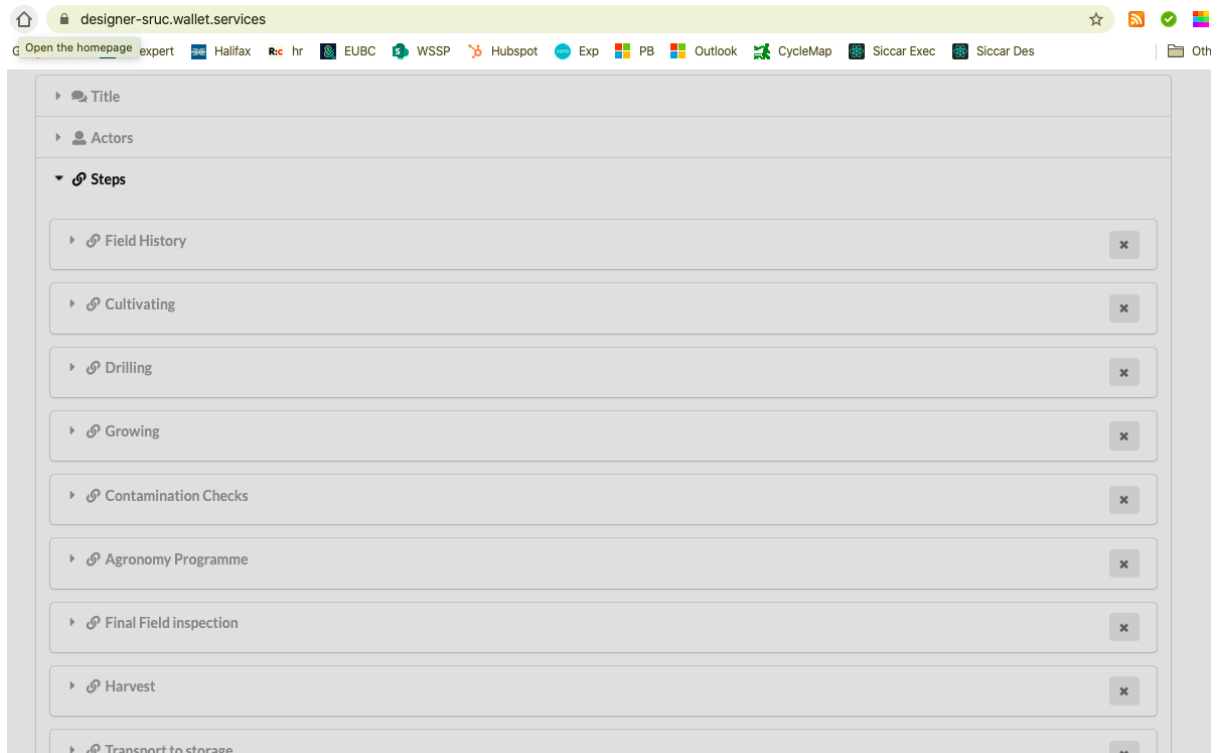 designer-sruc.wallet.services
G Open the homepage expert Halifax R:c hr EUBC WSSP Hubspot Exp PB Outlook CycleMap Siccar Exec Siccar Des Oth
Title
Actors
Steps
Field History
Cultivating
Drilling
Growing
Contamination Checks
Agronomy Programme
Final Field inspection
Harvest
Transport to storage